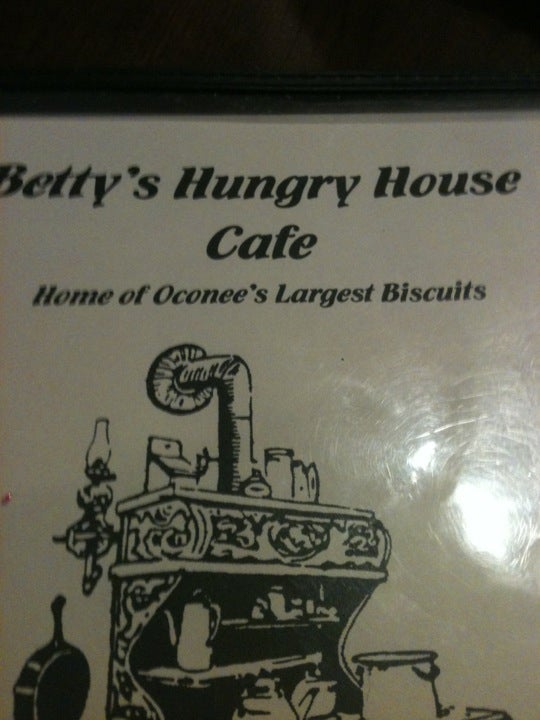 Betty's Hungry House
Cafe
Home of Oconee's Largest Biscuits